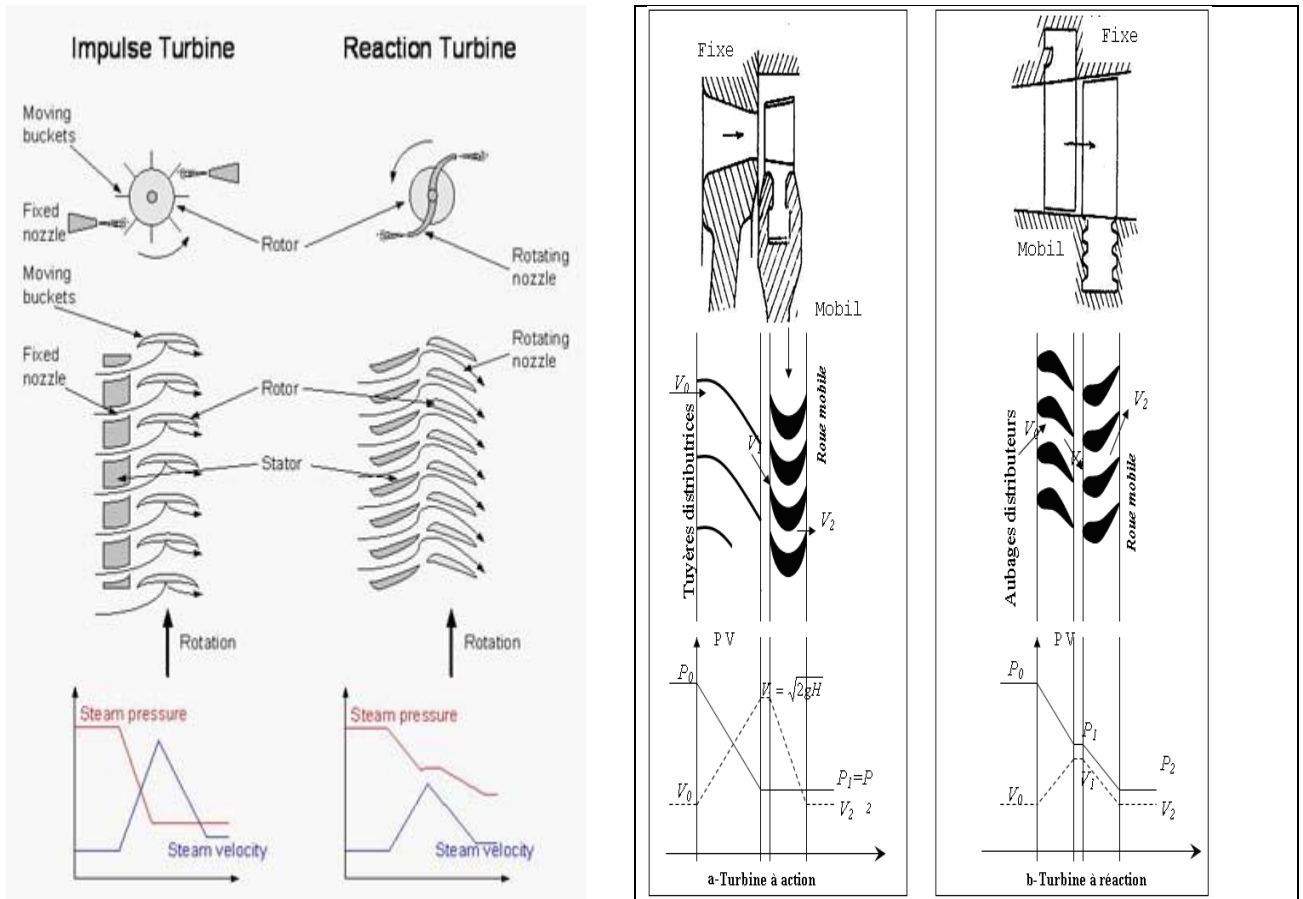 Impulse Turbine
Reaction Turbine
Moving
buckets
Fixed
nozzle
Rotor
Rotating
nozzle
Moving
buckets
Fixed
nozzle
Rotor
Stator
Rotating
nozzle
Rotation
Rotation
Steam pressure
Steam velocity
Steam pressure
Steam velocity
Fixe
Mobil
V0
V1
V2
Tuyères distributrices
Roue mobile
PV
P0
V = √2gH
V0
P1=P
V2 2
a-Turbine à action
Fixe
Mobil
V0
V
V2
Aubages distributeurs
Roue mobile
PV
P0
P1
P2
V0
V1
V2
b-Turbine à réaction